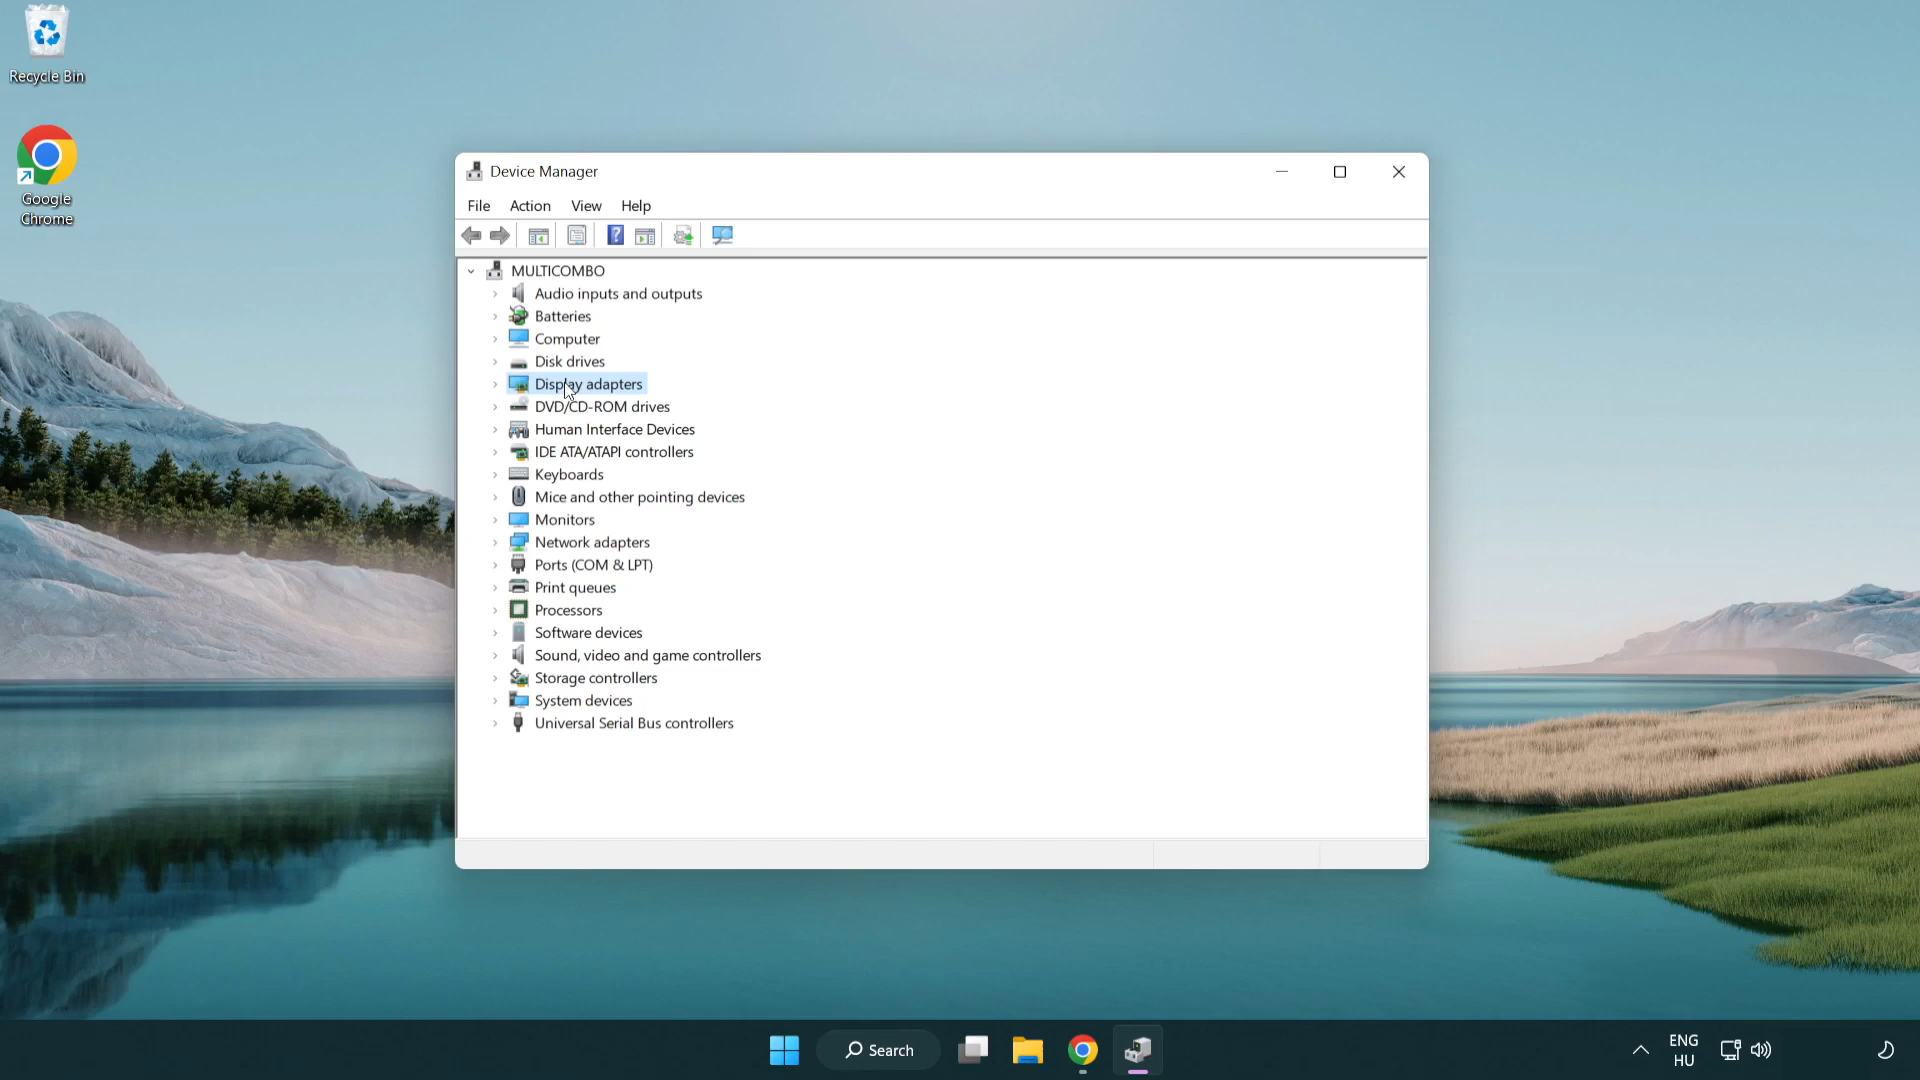 Recycle Bin
Google
Chrome
Device Manager
File Action View Help
MULTICOMBO
Audio inputs and outputs
Batteries
Computer
Disk drives
Display adapters
DVD/CD-ROM drives
Human Interface Devices
IDE ATA/ATAPI controllers
Keyboards
Mice and other pointing devices
Monitors
Network adapters
Ports (COM & LPT)
Print queues
Processors
Software devices
Sound, video and game controllers
Storage controllers
System devices
Universal Serial Bus controllers
Search
ENG
HU